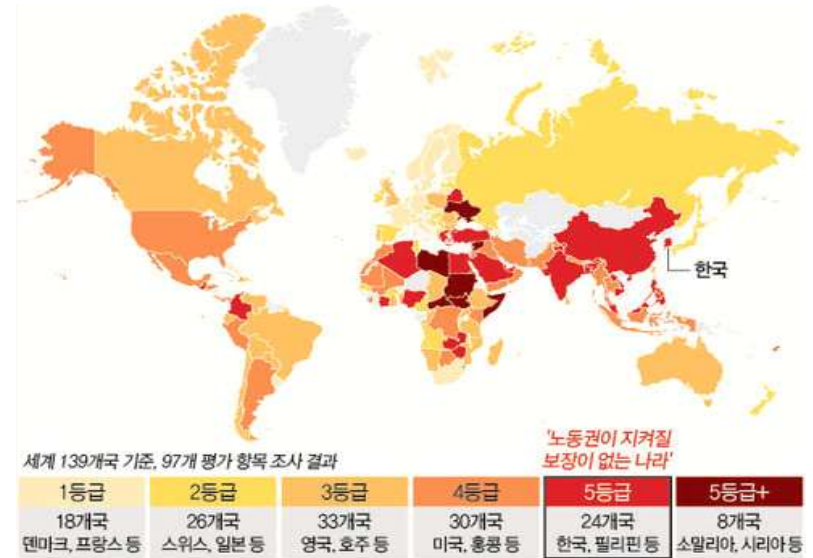 한국
'노동권이 지켜질
보장이 없는 나라'
세계 139개국 기준, 97개 평가 항목 조사 결과
1등급 2등급 3등급 4등급 5등급 5등급+
18개국 26개국 33개국 30개국 24개국 8개국
덴마크, 프랑스 등 스위스, 일본 등 영국, 호주 등 미국, 홍콩 등 한국, 필리핀 등 소말리아, 시리아 등